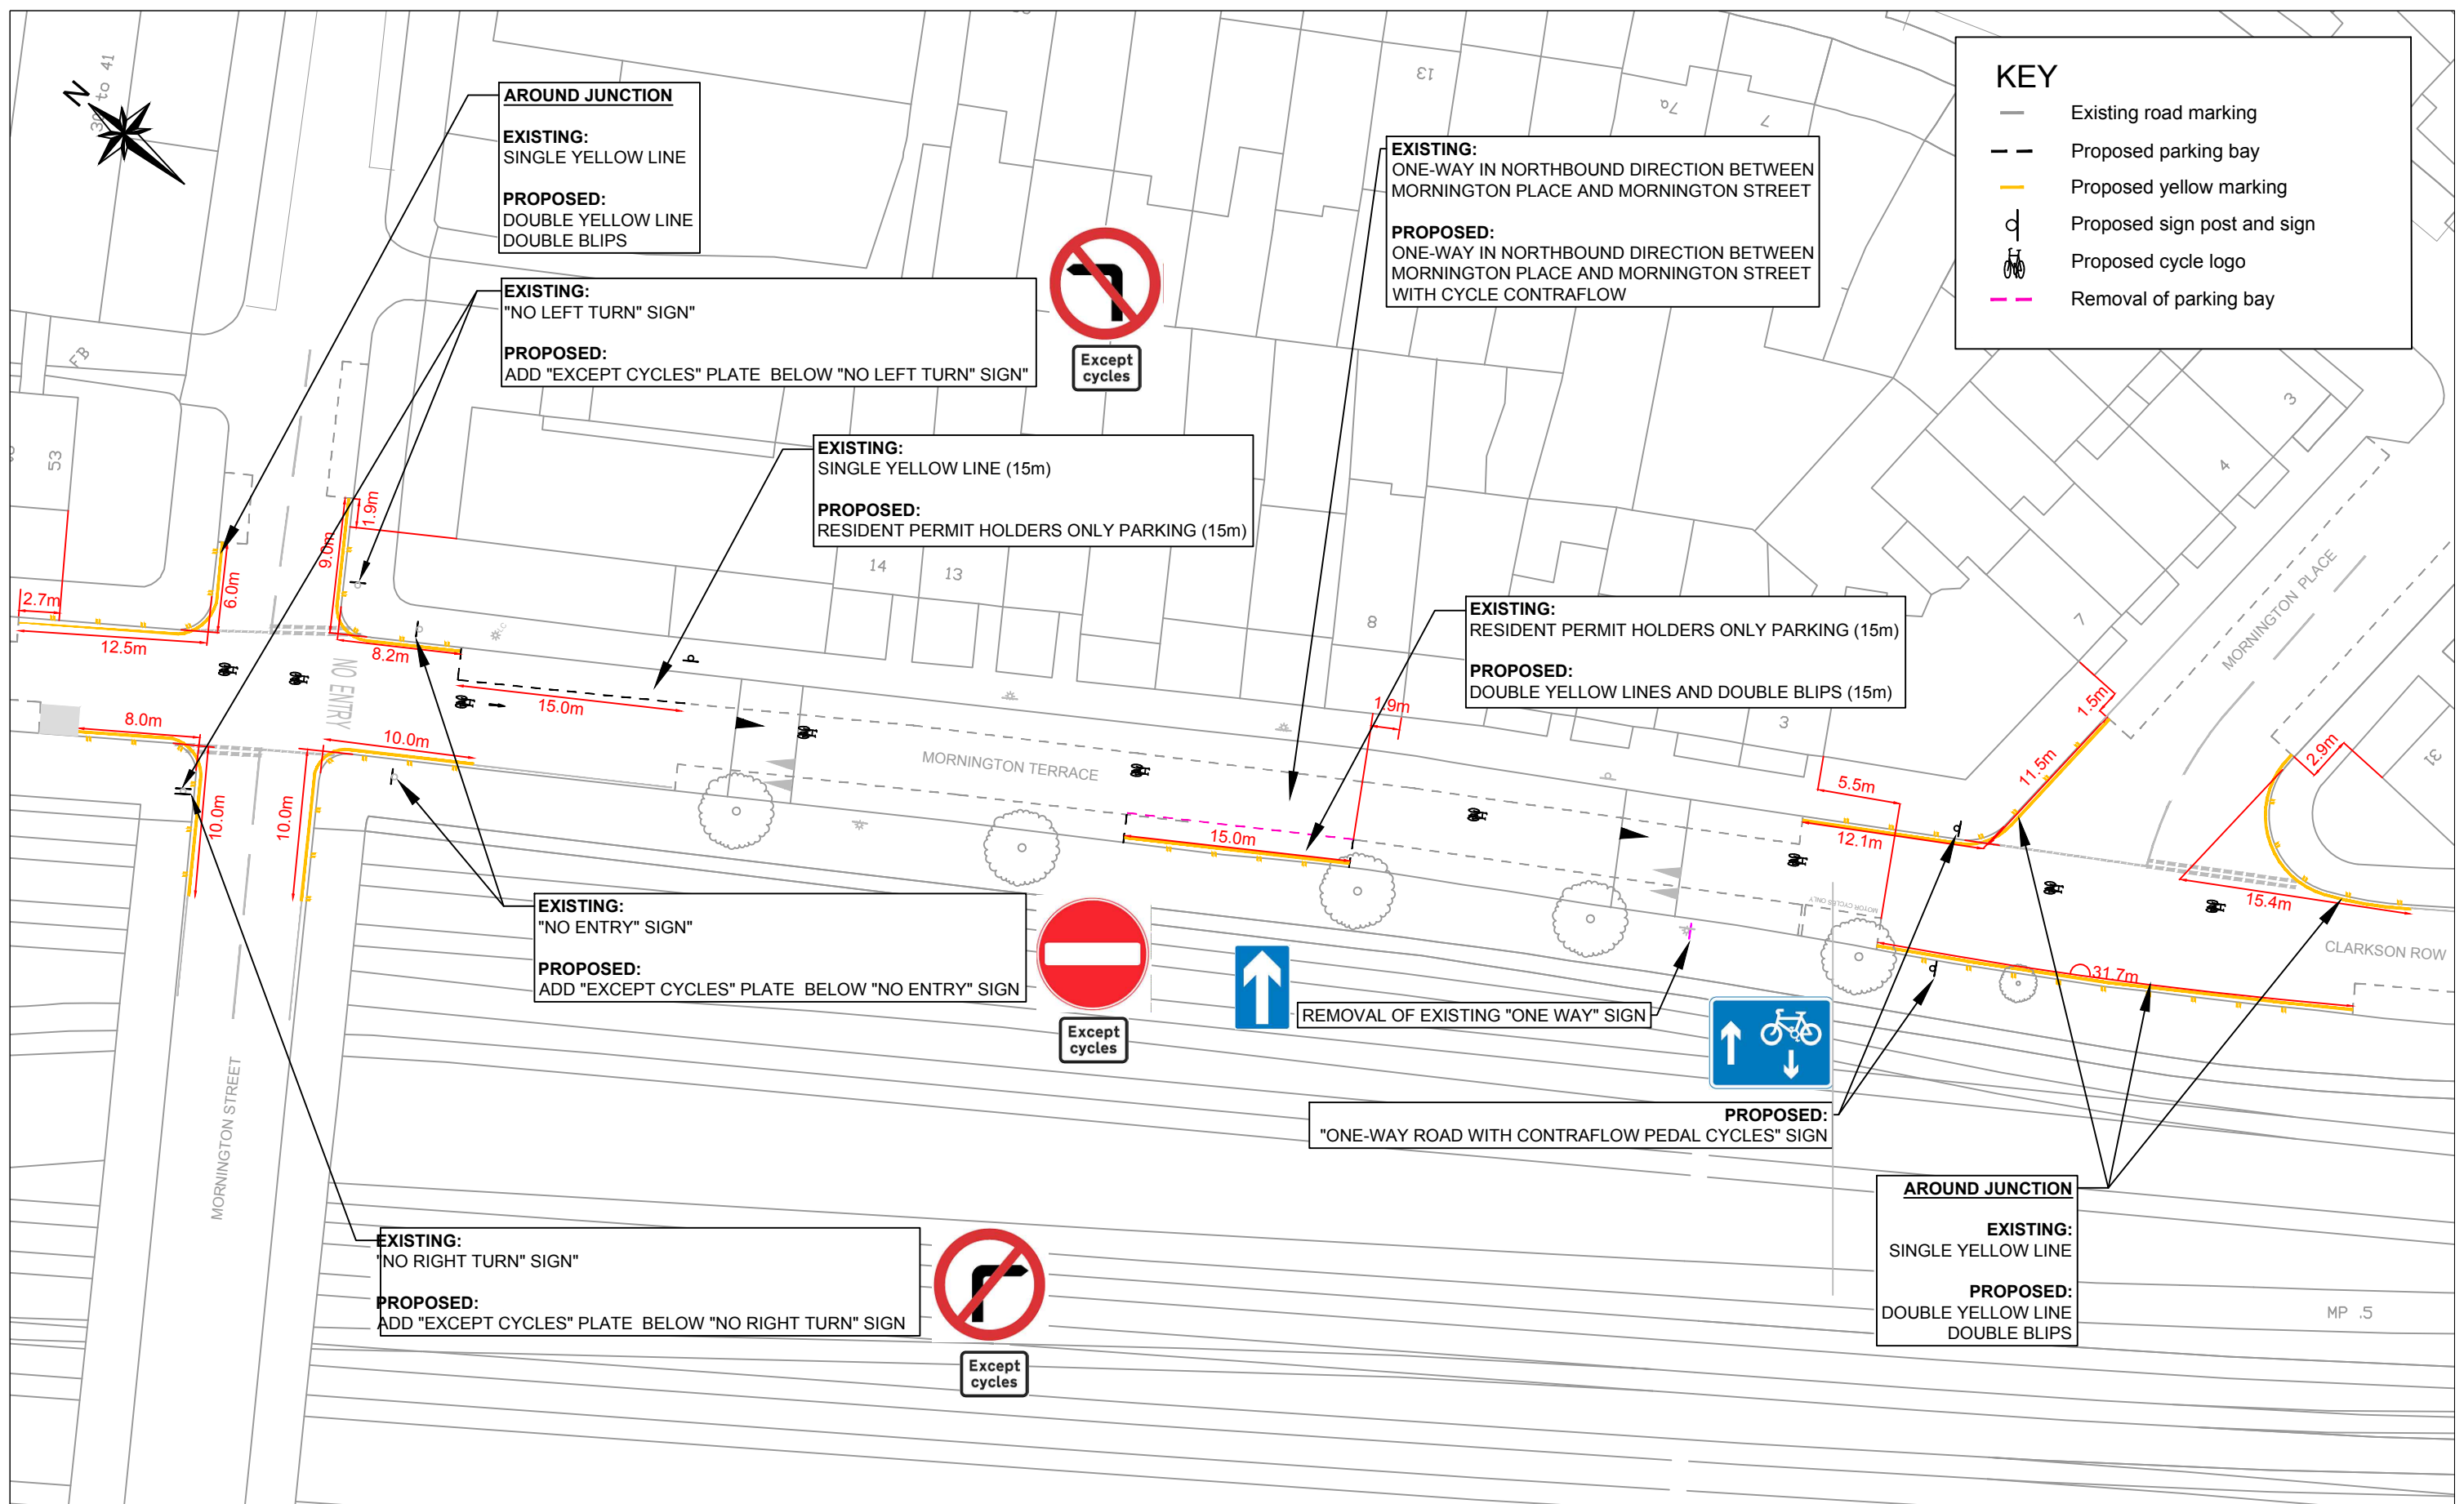 N
30 to 41
FB
53
AROUND JUNCTION
EXISTING:
SINGLE YELLOW LINE
PROPOSED:
DOUBLE YELLOW LINE
DOUBLE BLIPS
EXISTING:
"NO LEFT TURN" SIGN"
PROPOSED:
ADD "EXCEPT CYCLES" PLATE BELOW "NO LEFT TURN" SIGN"
Except
cycles
EXISTING:
SINGLE YELLOW LINE (15m)
PROPOSED:
RESIDENT PERMIT HOLDERS ONLY PARKING (15m)
EXISTING:
ONE-WAY IN NORTHBOUND DIRECTION BETWEEN
MORNINGTON PLACE AND MORNINGTON STREET
PROPOSED:
ONE-WAY IN NORTHBOUND DIRECTION BETWEEN
MORNINGTON PLACE AND MORNINGTON STREET
WITH CYCLE CONTRAFLOW
13
7a
7
KEY
Existing road marking
Proposed parking bay
Proposed yellow marking
Proposed sign post and sign
Proposed cycle logo
Removal of parking bay
3
4
7
31
MORNINGTON PLACE
EXISTING:
RESIDENT PERMIT HOLDERS ONLY PARKING (15m)
PROPOSED:
DOUBLE YELLOW LINES AND DOUBLE BLIPS (15m)
14
13
8
3
1.9m
9.0m
6.0m
2.7m
12.5m
8.2m
15.0m
NO ENTRY
8.0m
10.0m
10.0m
10.0m
MORNINGTON TERRACE
15.0m
1.9m
5.5m
12.1m
11.5m
1.5m
2.9m
15.4m
31.7m
MOTOR CYCLES ONLY
CLARKSON ROW
EXISTING:
"NO ENTRY" SIGN"
PROPOSED:
ADD "EXCEPT CYCLES" PLATE BELOW "NO ENTRY" SIGN
Except
cycles
REMOVAL OF EXISTING "ONE WAY" SIGN
PROPOSED:
"ONE-WAY ROAD WITH CONTRAFLOW PEDAL CYCLES" SIGN
MORNINGTON STREET
EXISTING:
"NO RIGHT TURN" SIGN"
PROPOSED:
ADD "EXCEPT CYCLES" PLATE BELOW "NO RIGHT TURN" SIGN
Except
cycles
AROUND JUNCTION
EXISTING:
SINGLE YELLOW LINE
PROPOSED:
DOUBLE YELLOW LINE
DOUBLE BLIPS
MP .5